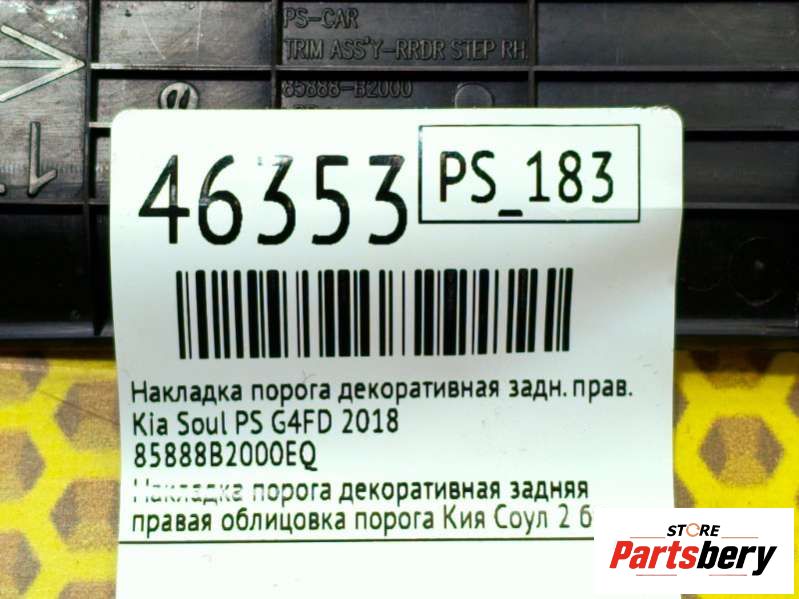 PS-CAR
TRIM ASS'Y-RRDR STEP RH
85888-B2000
46353
PS_183
Накладка порога декоративная задн. прав.
Kia Soul PS G4FD 2018
85888B2000EQ
Накладка порога декоративная задняя
правая облицовка порога Кия Соул 2
STORE
Partsbery